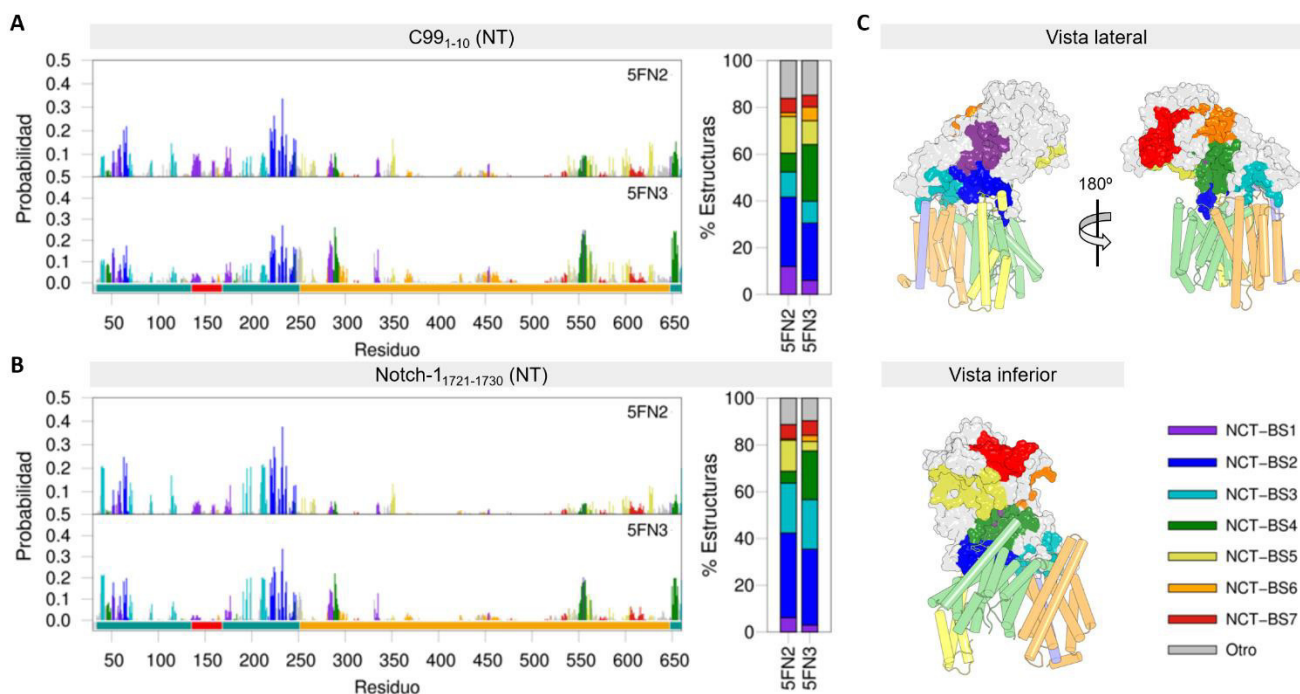 A
C99₁₋₁₀ (NT)
Probabilidad
0.5
0.4
0.3
0.2
0.1
0.5
0.4
0.3
0.2
0.1
0.0
5FN2
5FN3
50 100 150 200 250 300 350 400 450 500 550 600 650
Residuo
% Estructuras
100
80
60
40
20
0
5FN2
5FN3
B
Notch-1₁₇₂₁₋₁₇₃₀ (NT)
Probabilidad
0.5
0.4
0.3
0.2
0.1
0.5
0.4
0.3
0.2
0.1
0.0
5FN2
5FN3
50 100 150 200 250 300 350 400 450 500 550 600 650
Residuo
% Estructuras
100
80
60
40
20
0
5FN2
5FN3
C
Vista lateral
180º
Vista inferior
NCT−BS1
NCT−BS2
NCT−BS3
NCT−BS4
NCT−BS5
NCT−BS6
NCT−BS7
Otro